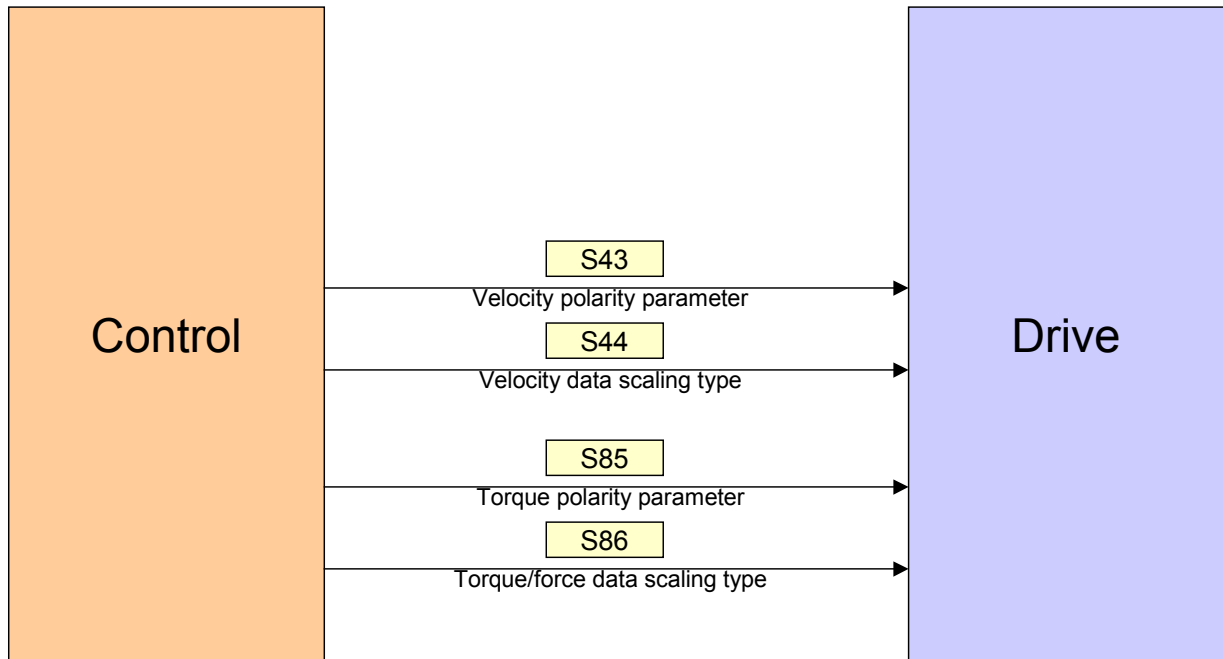 S43
Velocity polarity parameter
Control
S44
Drive
Velocity data scaling type
S85
Torque polarity parameter
S86
Torque/force data scaling type